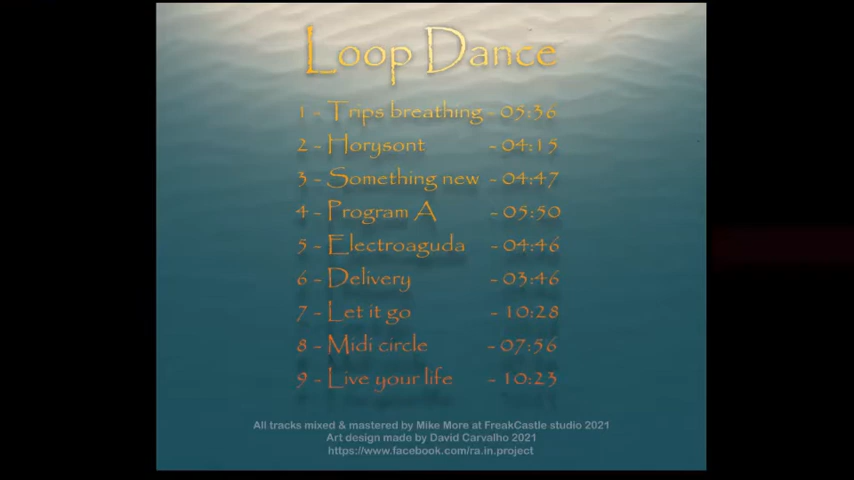 Loop Dance
1 - Trips breathing - 05:36
2 - Horysont - 04:15
3 - Something new - 04:47
4 - Program A - 05:50
5 - Electroaguda - 04:46
6 - Delivery - 03:46
7 - Let it go - 10:28
8 - Midi circle - 07:56
9 - Live your life - 10:23
All tracks mixed & mastered by Mike More at FreakCastle studio 2021
Art design made by David Carvalho 2021
https://www.facebook.com/ra.in.project